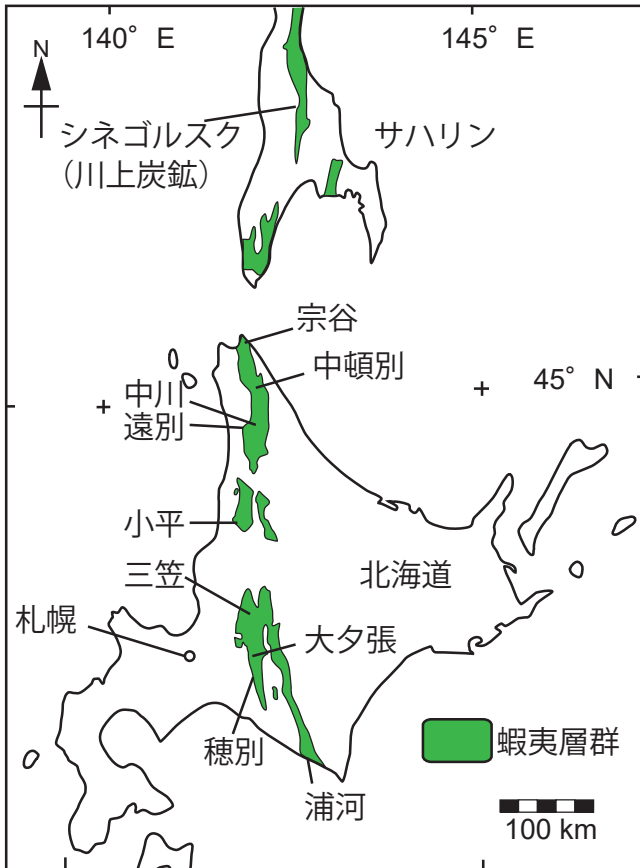 140° E
145° E
N
シネゴルスク
(川上炭鉱)
サハリン
宗谷
中頓別
45° N
中川
遠別
小平
三笠
北海道
札幌
大夕張
穂別
浦河
蝦夷層群
100 km